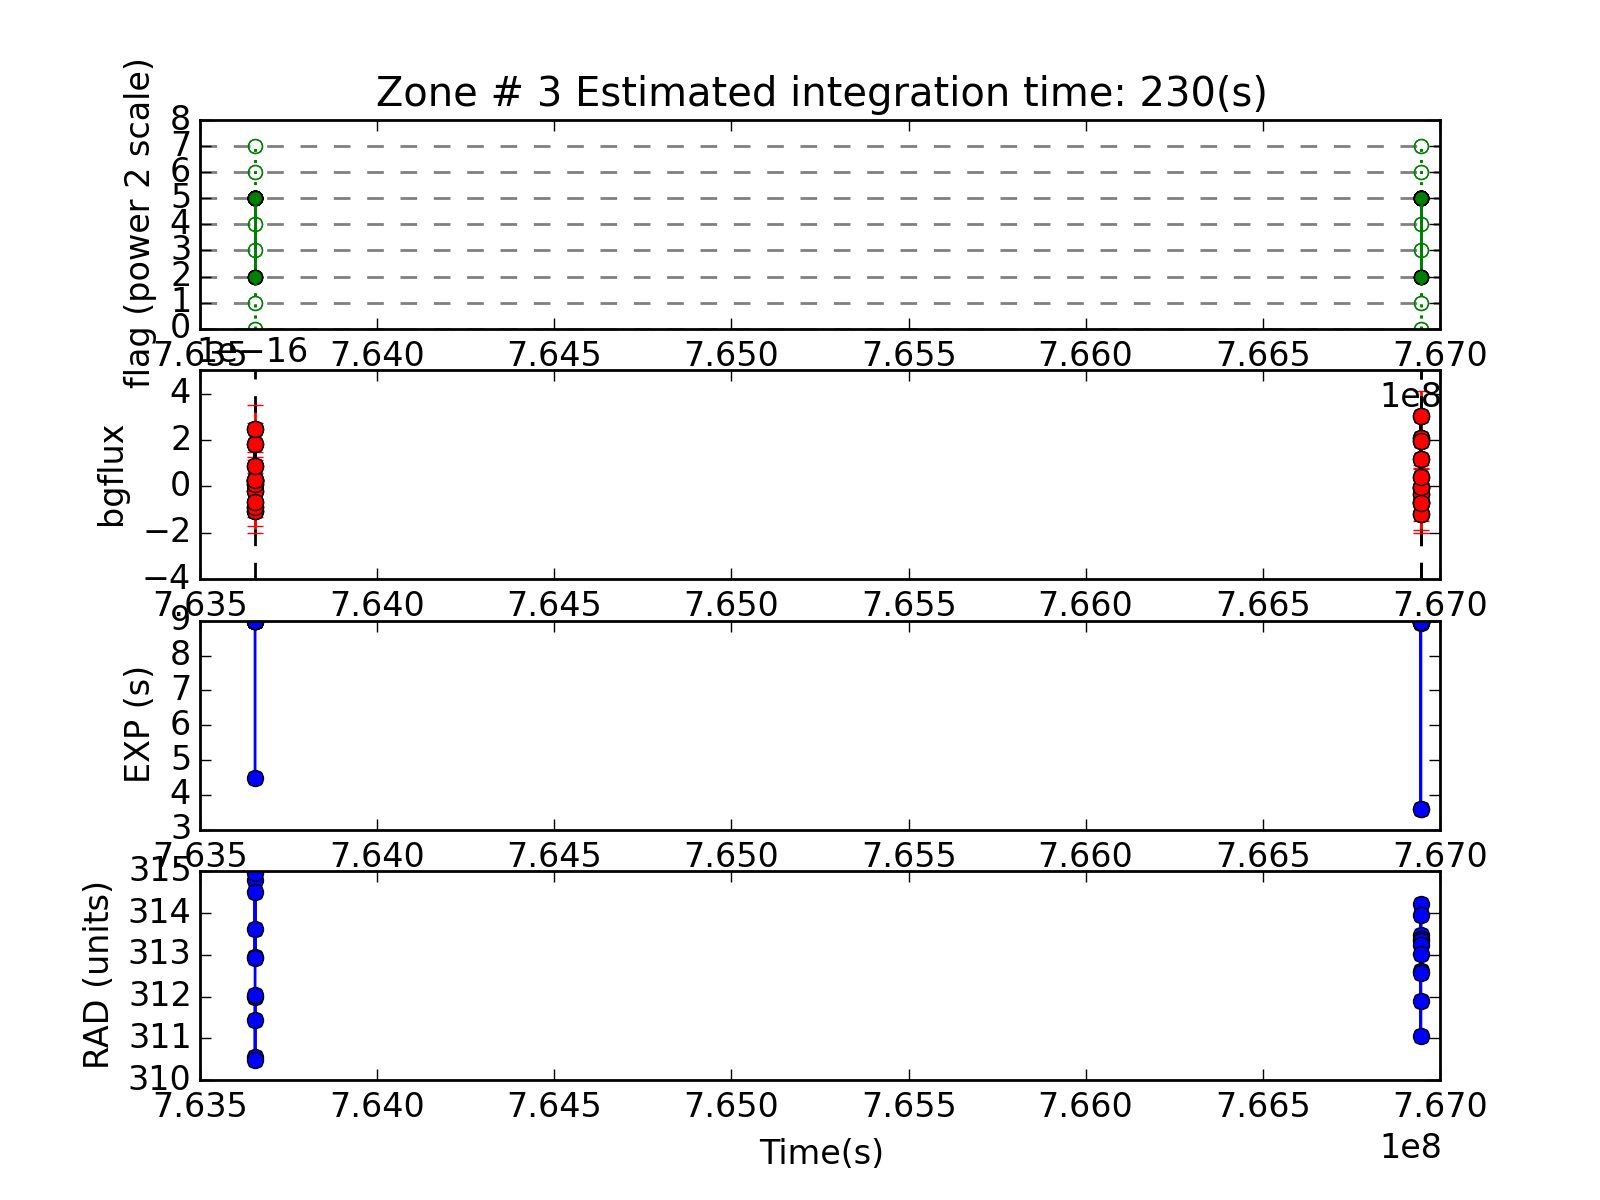 Zone # 3 Estimated integration time: 230(s)
flag (power 2 scale)
8
7
6
5
4
3
2
1
0
7.635 7.640 7.645 7.650 7.655 7.660 7.665 7.670
1e8
1e−16
bgflux
4
2
0
−2
−4
7.635 7.640 7.645 7.650 7.655 7.660 7.665 7.670
EXP (s)
9
8
7
6
5
4
3
7.635 7.640 7.645 7.650 7.655 7.660 7.665 7.670
RAD (units)
315
314
313
312
311
310
7.635 7.640 7.645 7.650 7.655 7.660 7.665 7.670
Time(s)
1e8